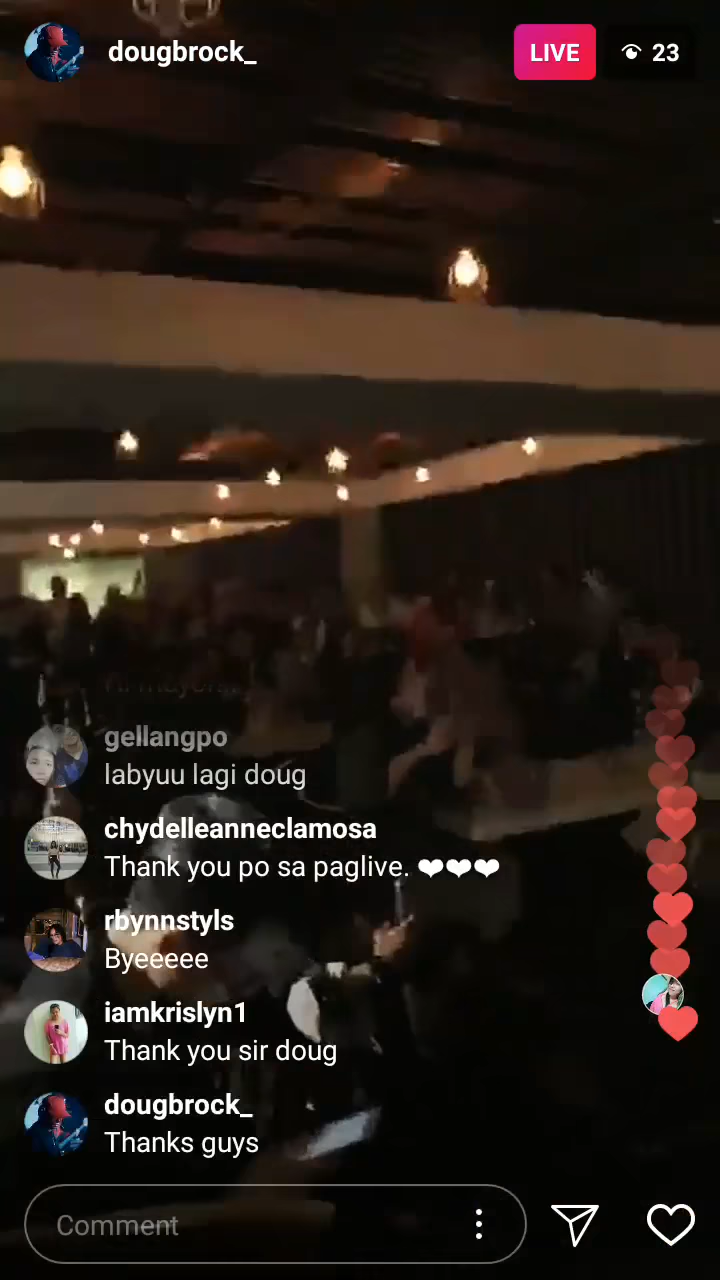 dougbrock_
LIVE
23
gellangpo
labyuu lagi doug
chydelleanneclamosa
Thank you po sa paglive. ❤❤❤
rbynnstyls
Byeeeee
iamkrislyn1
Thank you sir doug
dougbrock_
Thanks guys
Comment